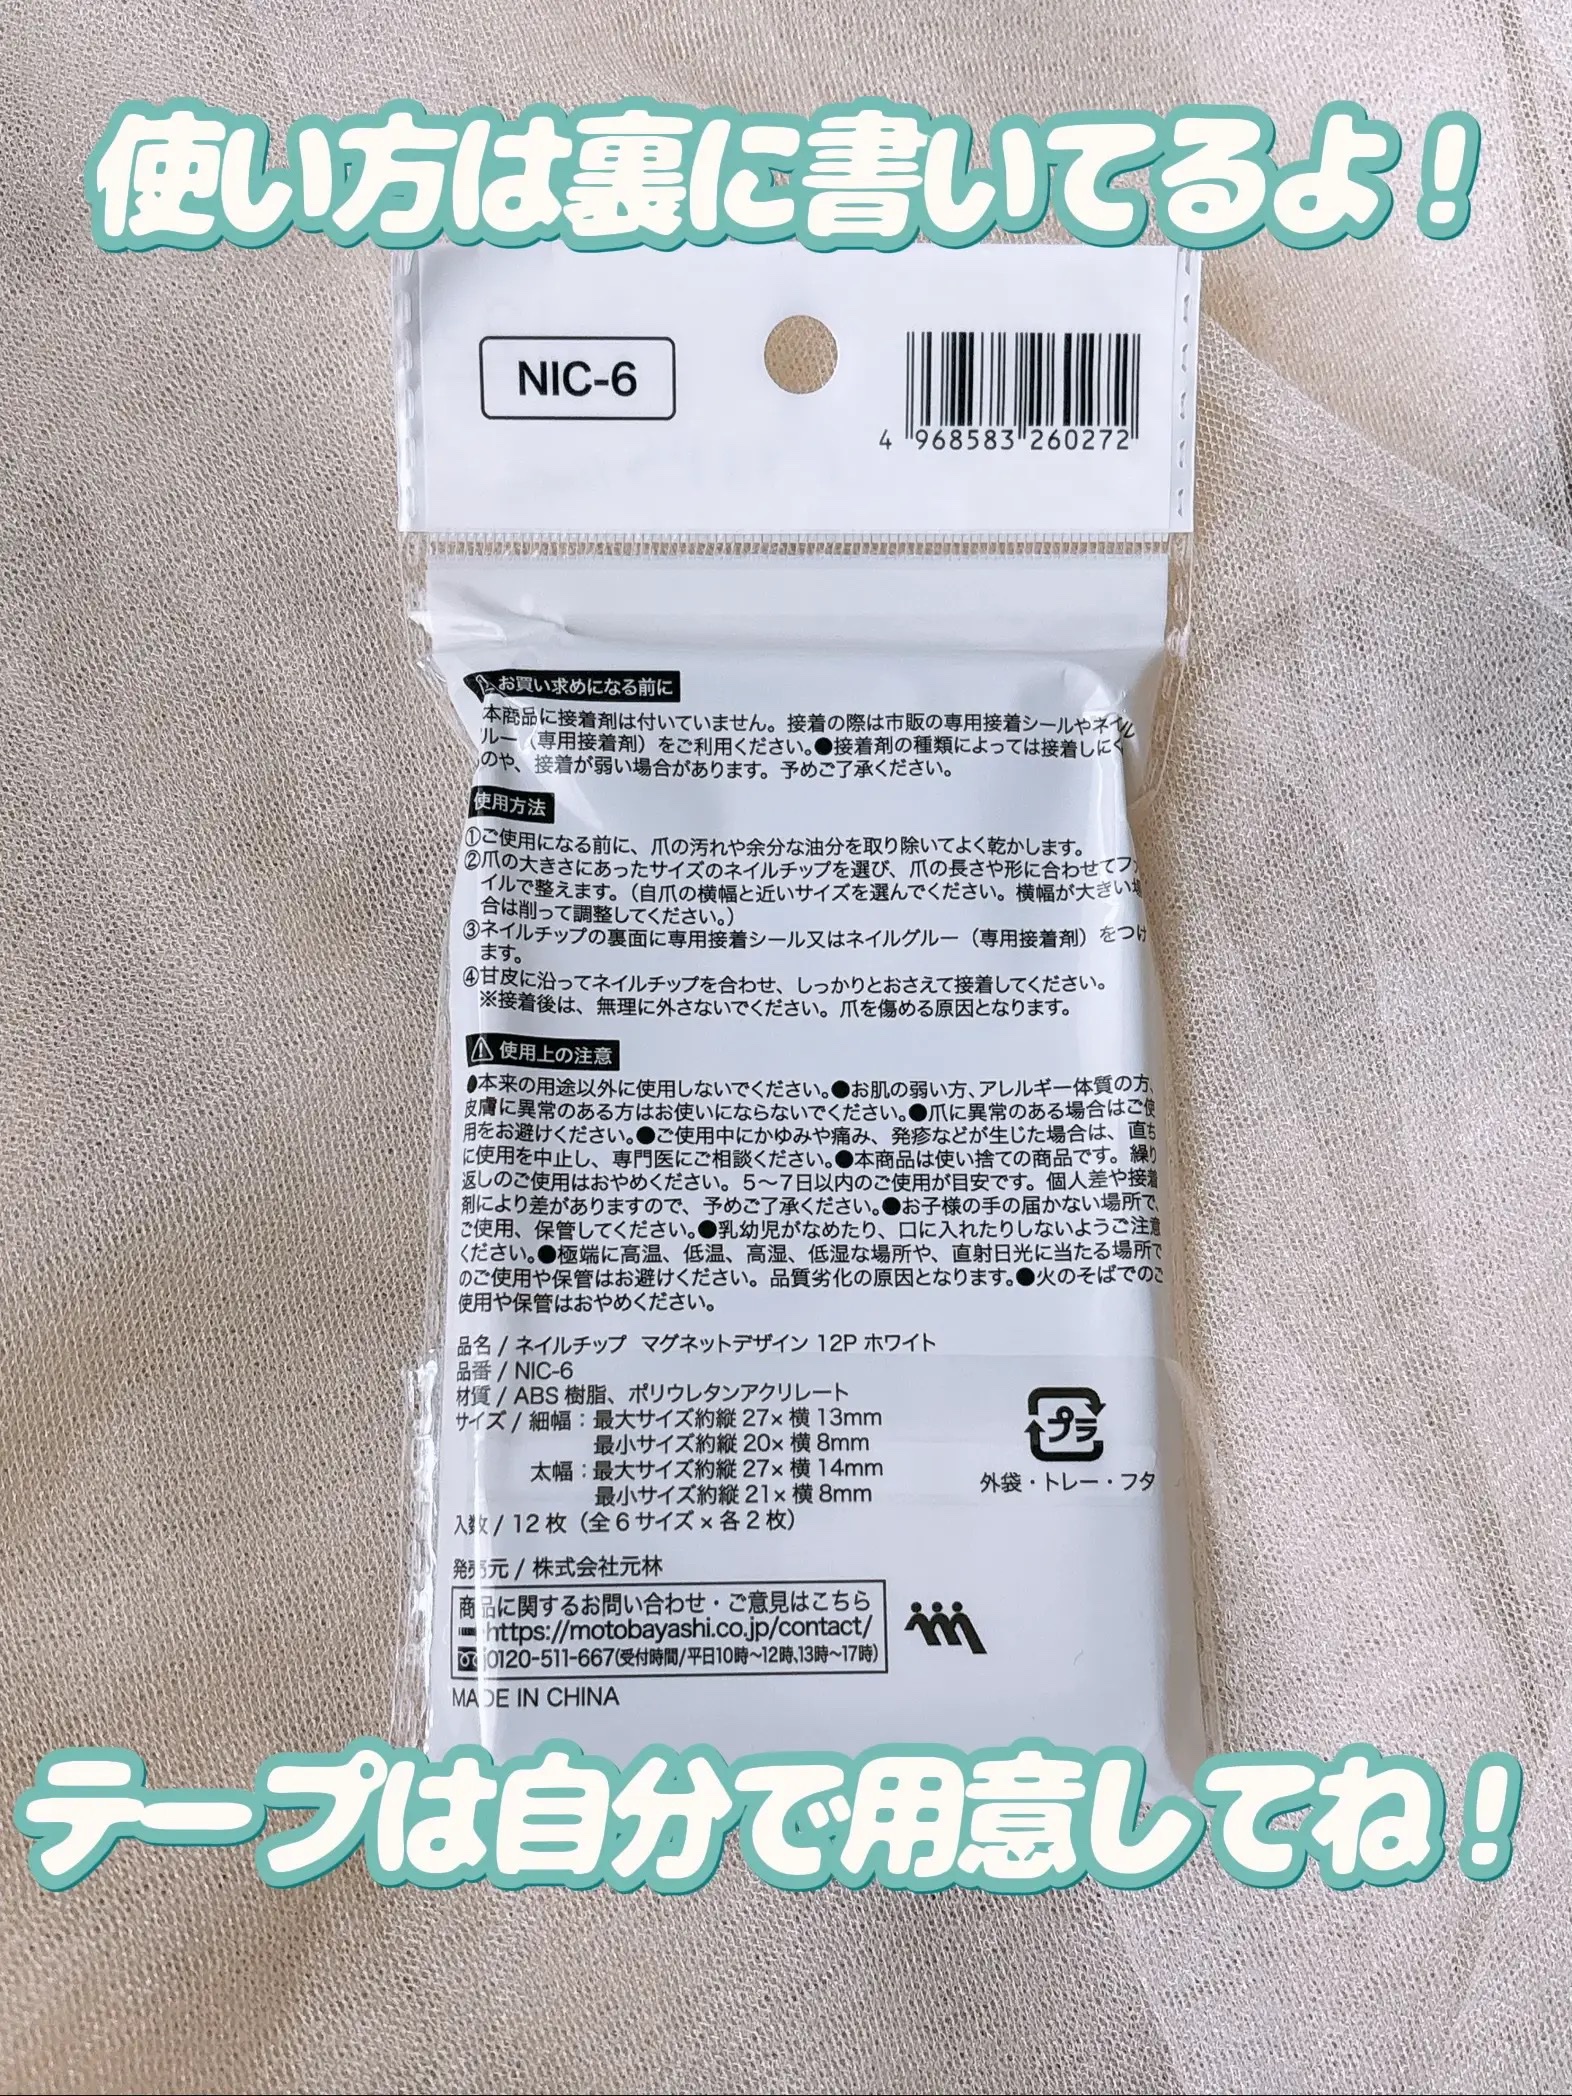 使い方は裏に書いてるよ！
NIC-6
4 968583 260272
お買い求めになる前に
本商品に接着剤は付いていません。接着の際は市販の専用接着シールやネイル
グルー（専用接着剤）をご利用ください。●接着剤の種類によっては接着しにく
のや、接着が弱い場合があります。予めご了承ください。
使用方法
①ご使用になる前に、爪の汚れや余分な油分を取り除いてよく乾かします。
②爪の大きさにあったサイズのネイルチップを選び、爪の長さや形に合わせてファ
イルで整えます。（自爪の横幅と近いサイズを選んでください。横幅が大きい場
合は削って調整してください。）
③ネイルチップの裏面に専用接着シール又はネイルグルー（専用接着剤）をつけ
ます。
④甘皮に沿ってネイルチップを合わせ、しっかりとおさえて接着してください。
※接着後は、無理に外さないでください。爪を傷める原因となります。
⚠使用上の注意
●本来の用途以外に使用しないでください。●お肌の弱い方、アレルギー体質の方、
皮膚に異常のある方はお使いにならないでください。●爪に異常のある場合はご使
用をお避けください。●ご使用中にかゆみや痛み、発疹などが生じた場合は、直ち
に使用を中止し、専門医にご相談ください。●本商品は使い捨ての商品です。繰り
返しのご使用はおやめください。5〜7日以内のご使用が目安です。個人差や接着
剤により差がありますので、予めご了承ください。●お子様の手の届かない場所で、
ご使用、保管してください。●乳幼児がなめたり、口に入れたりしないようご注意
ください。●極端に高温、低温、高湿、低湿な場所や、直射日光に当たる場所で
のご使用や保管はお避けください。品質劣化の原因となります。●火のそばでのご
使用や保管はおやめください。
品名 / ネイルチップ マグネットデザイン 12P ホワイト
品番 / NIC-6
材質 / ABS 樹脂、ポリウレタンアクリレート
サイズ / 細幅：最大サイズ約縦 27× 横 13mm
最小サイズ約縦 20× 横 8mm
太幅：最大サイズ約縦 27× 横 14mm
最小サイズ約縦 21× 横 8mm
入数 / 12 枚（全 6 サイズ × 各 2 枚）
プラ
外袋・トレー・フタ
発売元 / 株式会社元林
商品に関するお問い合わせ・ご意見はこちら
https://motobayashi.co.jp/contact/
0120-511-667(受付時間/平日10時〜12時、13時〜17時)
MADE IN CHINA
テープは自分で用意してね！